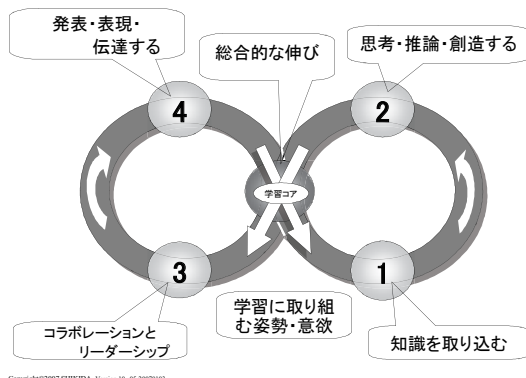 発表・表現・
伝達する
総合的な伸び
思考・推論・創造する
4
2
学習コア
3
1
コラボレーションと
リーダーシップ
学習に取り組
む姿勢・意欲
知識を取り込む
Copyright©2007 SHIKIDA